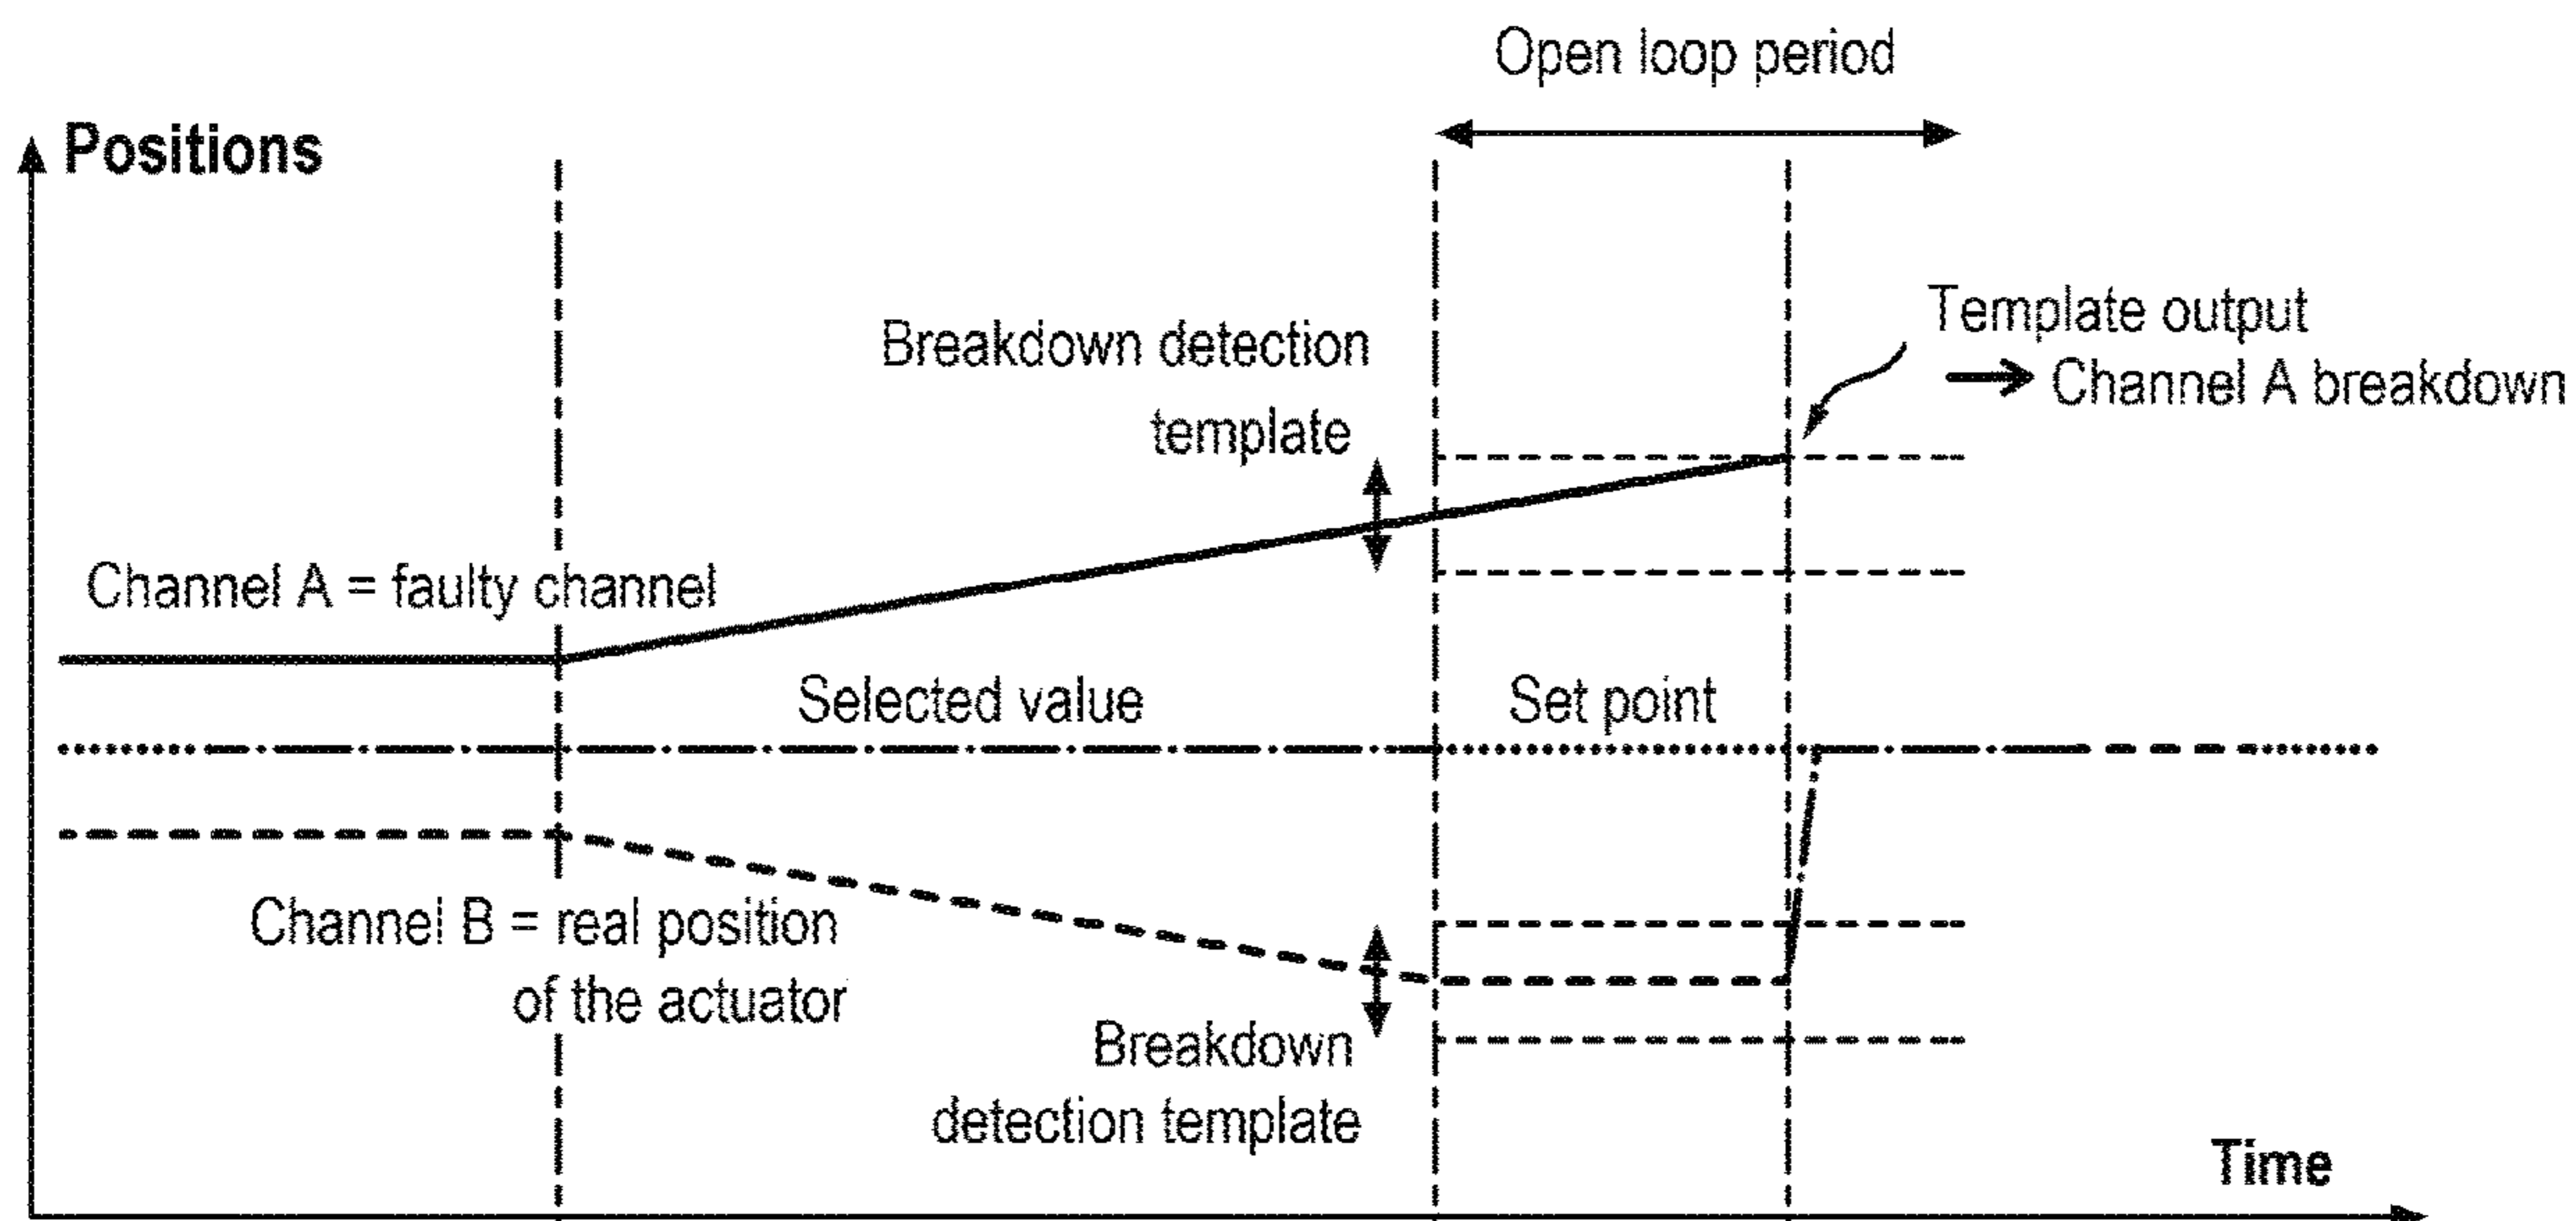 Open loop period
Positions
Template output
→ Channel A breakdown
Breakdown detection
template
Channel A = faulty channel
Selected value
Set point
Channel B = real position
of the actuator
Breakdown
detection template
Time